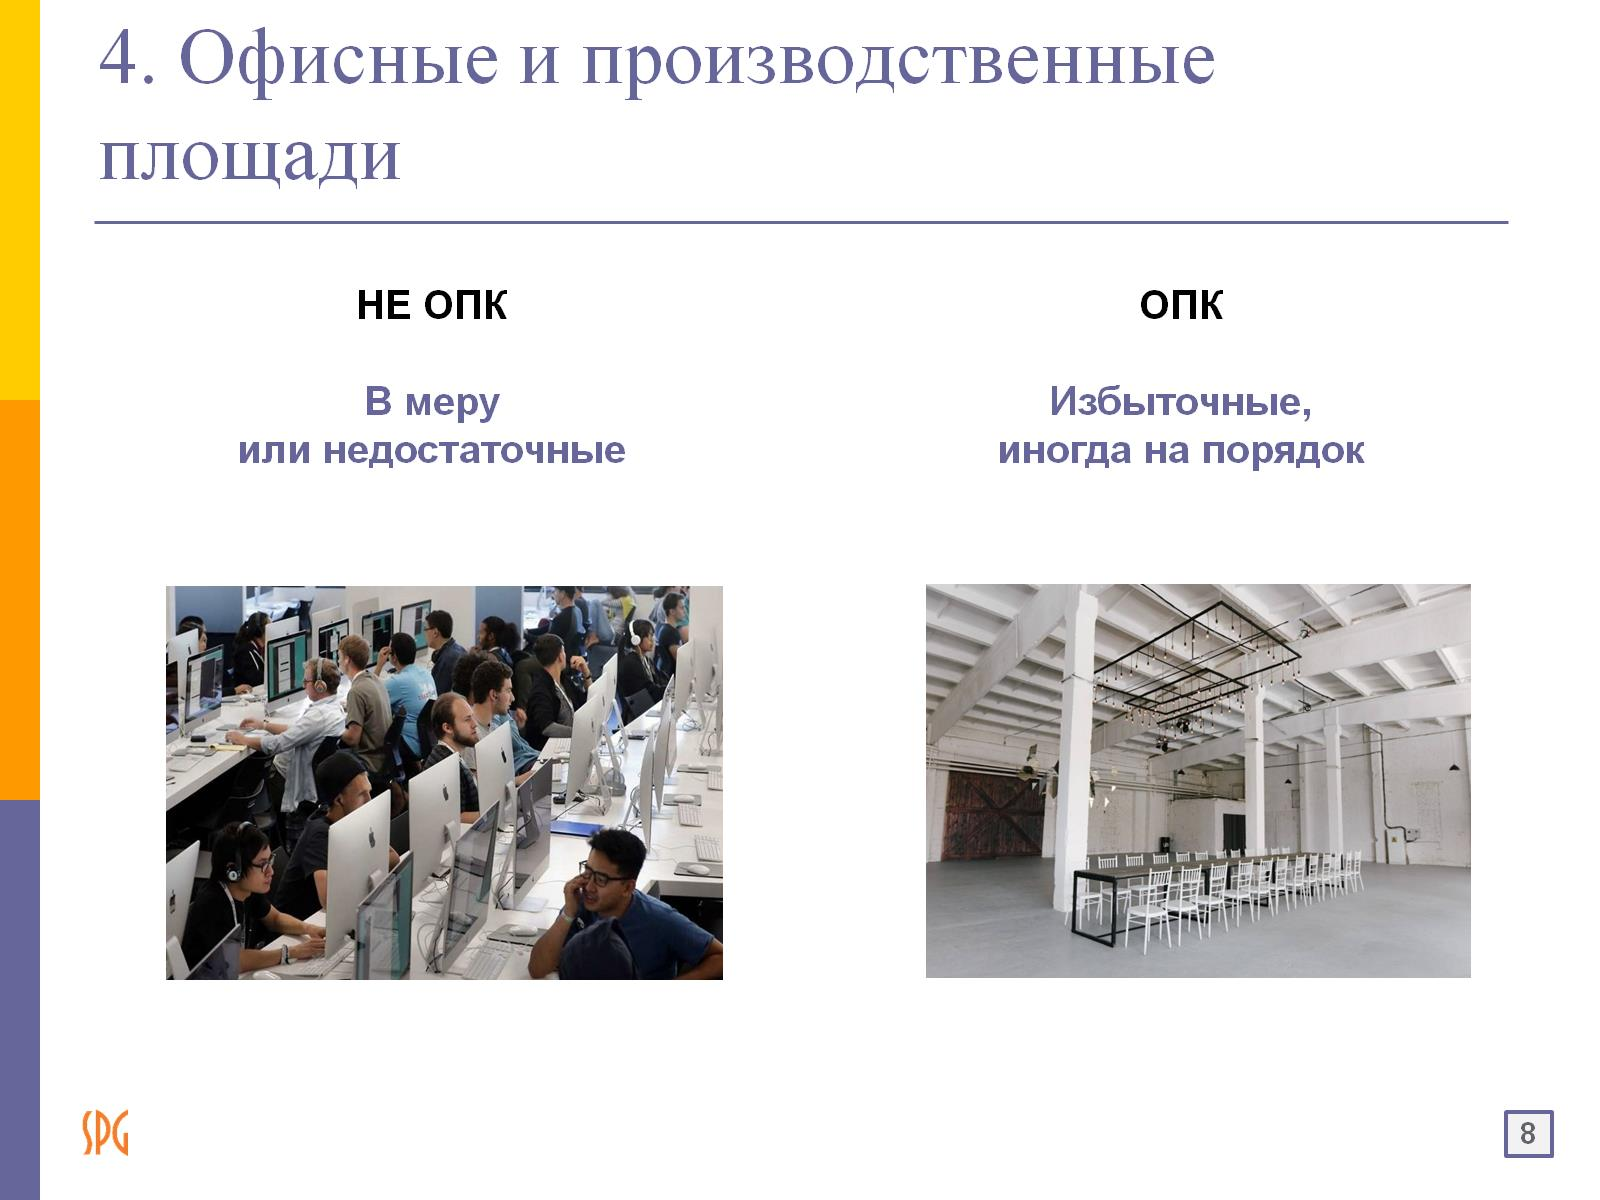 4. Офисные и производственные
площади
НЕ ОПК
В меру
или недостаточные
ОПК
Избыточные,
иногда на порядок
SPG
8